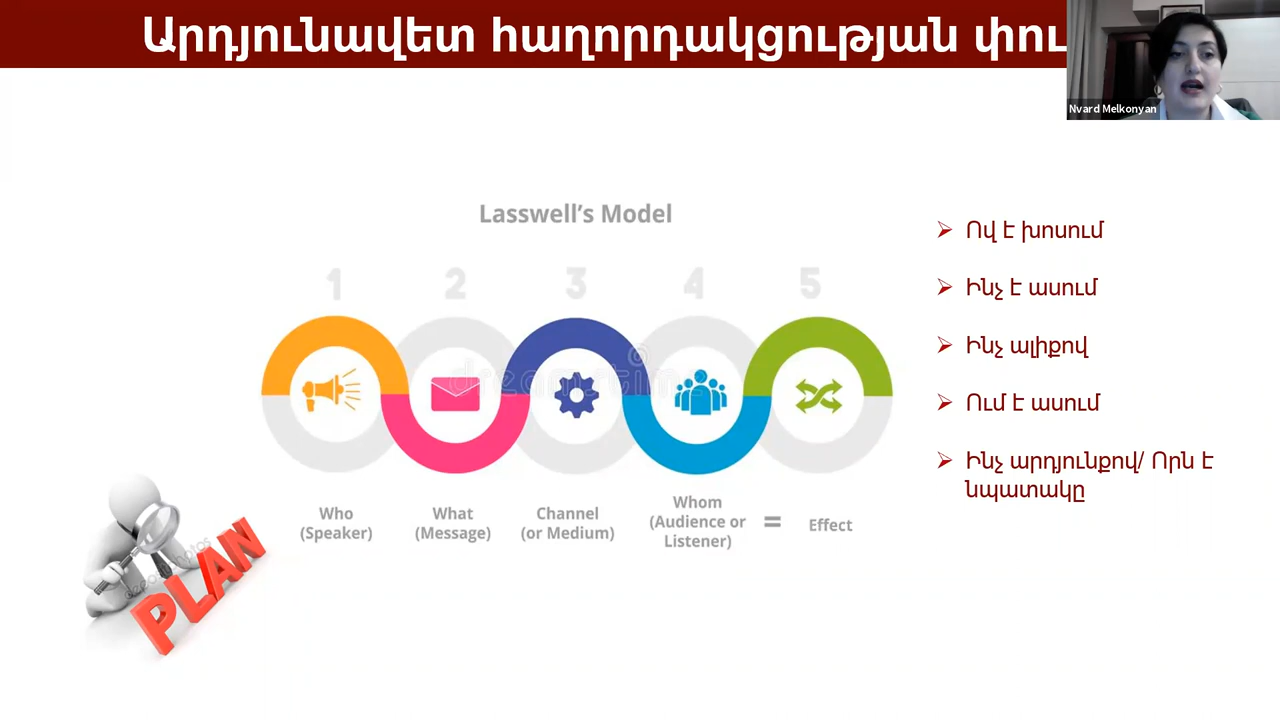 Արդյունավետ հաղորդակցության
Nvard Melkonyan
Lasswell’s Model
1 2 3 4 5
Who
(Speaker)
What
(Message)
Channel
(or Medium)
Whom
(Audience or
Listener)
=
Effect
➢ Ով է խոսում
➢ Ինչ է ասում
➢ Ինչ ալիքով
➢ Ում է ասում
➢ Ինչ արդյունքով/ Որն է
նպատակը
PLAN